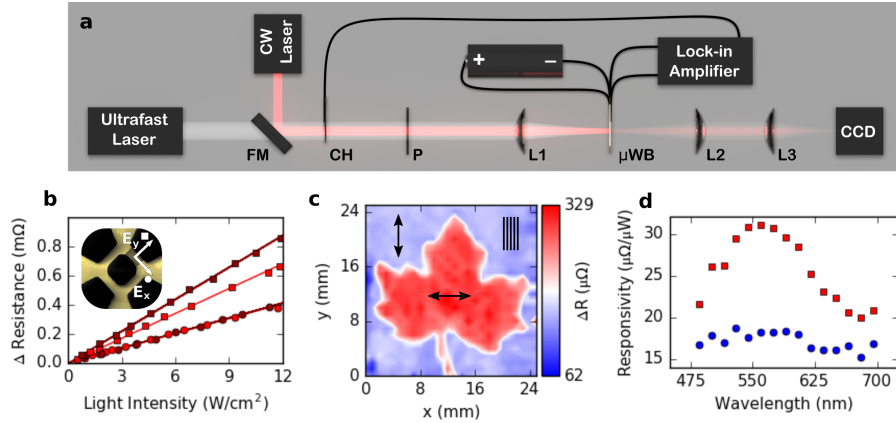 a
CW
Laser
+
−
Lock-in
Amplifier
Ultrafast
Laser
CCD
FM
CH
P
L1
μWB
L2
L3
b
Δ Resistance (mΩ)
0.8
0.6
0.4
0.2
0.0
E_y
E_x
0
3
6
9
12
Light Intensity (W/cm²)
c
y (mm)
24
16
8
0
0
8
16
24
x (mm)
329
ΔR (μΩ)
62
d
Responsivity (μΩ/μW)
30
25
20
15
475
550
625
700
Wavelength (nm)